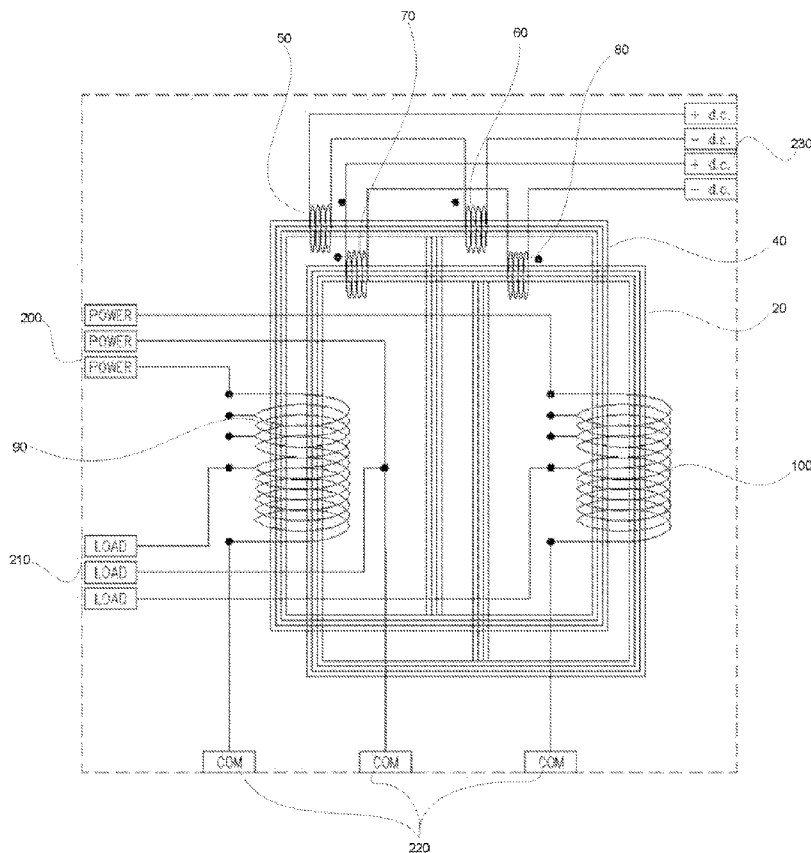 70
50
60
80
+ d.c.
- d.c.
230
+ d.c.
- d.c.
40
20
POWER
200
POWER
POWER
90
100
LOAD
210
LOAD
LOAD
COM
COM
COM
220